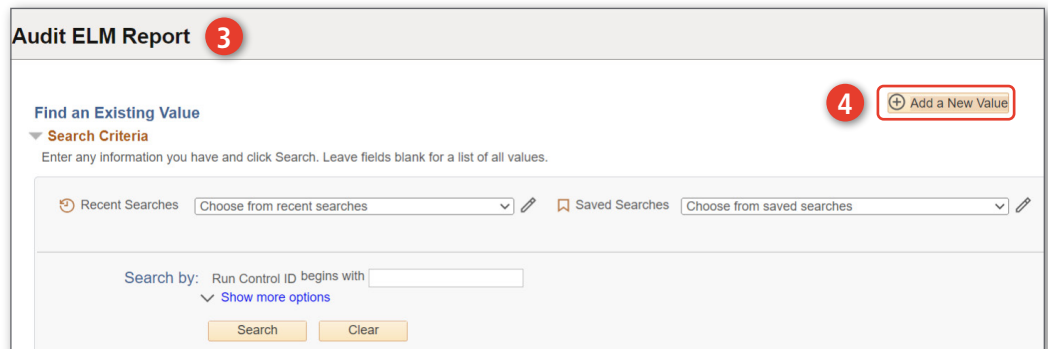 Audit ELM Report 3
4 Add a New Value
Find an Existing Value
Search Criteria
Enter any information you have and click Search. Leave fields blank for a list of all values.
Recent Searches Choose from recent searches Saved Searches Choose from saved searches
Search by: Run Control ID begins with
Show more options
Search Clear